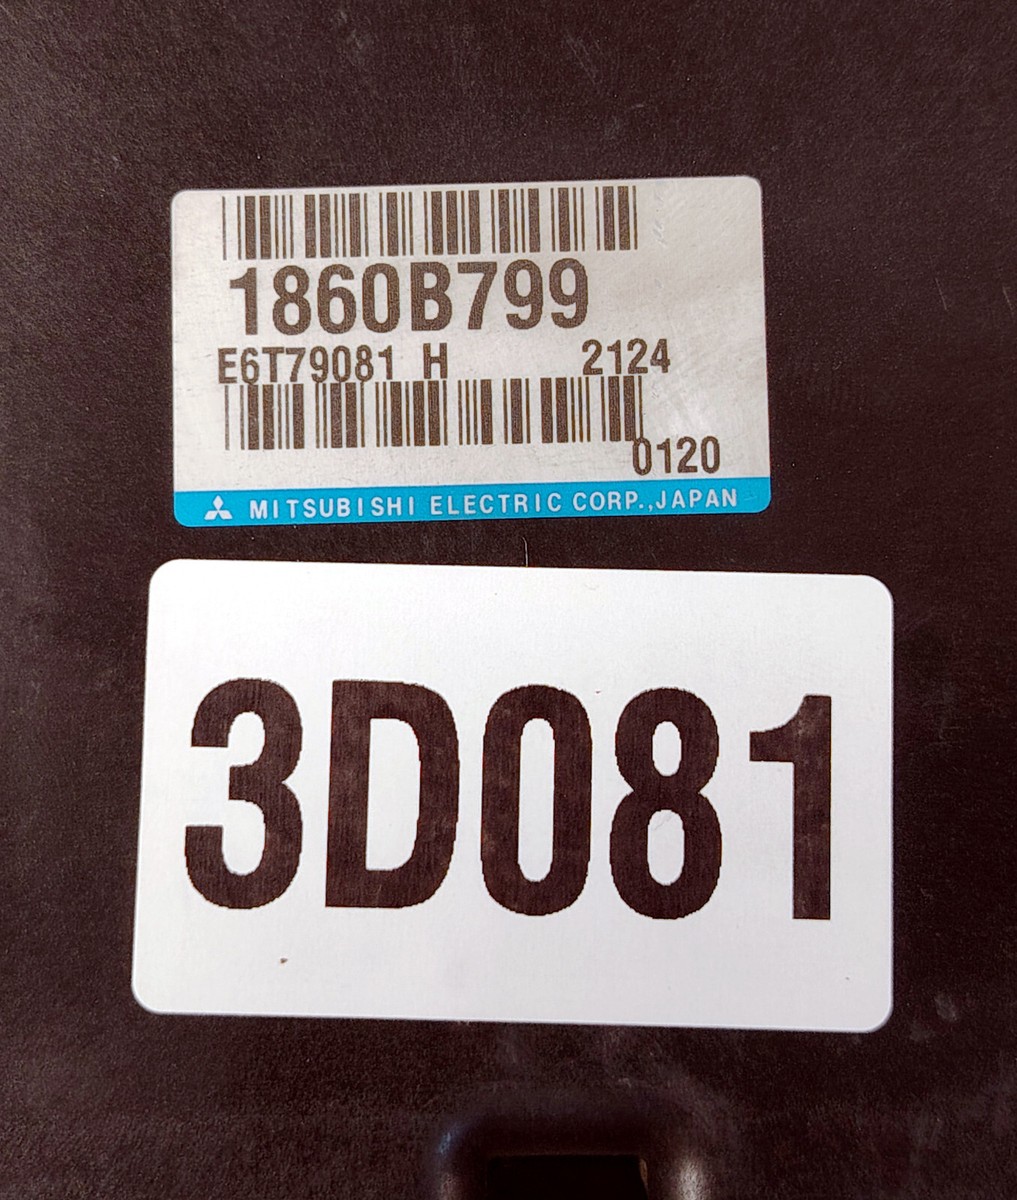 1860B799
E6T79081 H 2124
0120
MITSUBISHI ELECTRIC CORP.,JAPAN
3D081